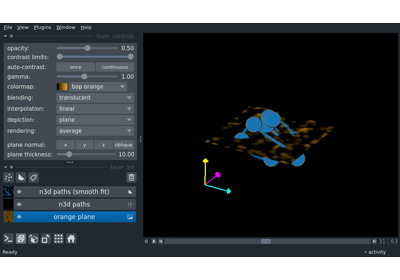 File View Plugins Window Help
layer controls
opacity: 0.50
contrast limits:
auto-contrast: once continuous
gamma: 1.00
colormap: bop orange
blending: translucent
interpolation: linear
depiction: plane
rendering: average
plane normal: x y z oblique
plane thickness: 10.00
layer list
n3d paths (smooth fit)
n3d paths
orange plane
0 31 63
Ready activity